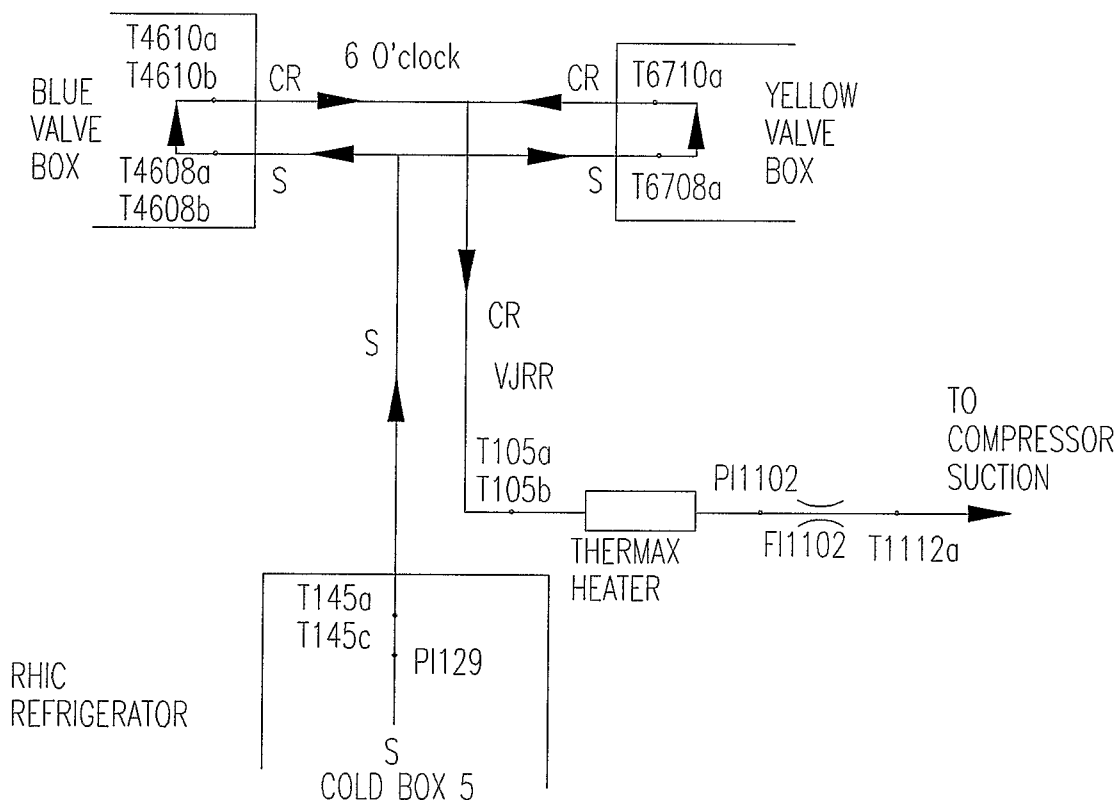 T4610a
T4610b
6 O'clock
CR
CR
T6710a
BLUE
VALVE
BOX
YELLOW
VALVE
BOX
T4608a
T4608b
S
S
T6708a
S
CR
VJRR
T105a
T105b
TO
COMPRESSOR
SUCTION
PI1102
FI1102
T1112a
THERMAX
HEATER
T145a
T145c
PI129
RHIC
REFRIGERATOR
S
COLD BOX 5